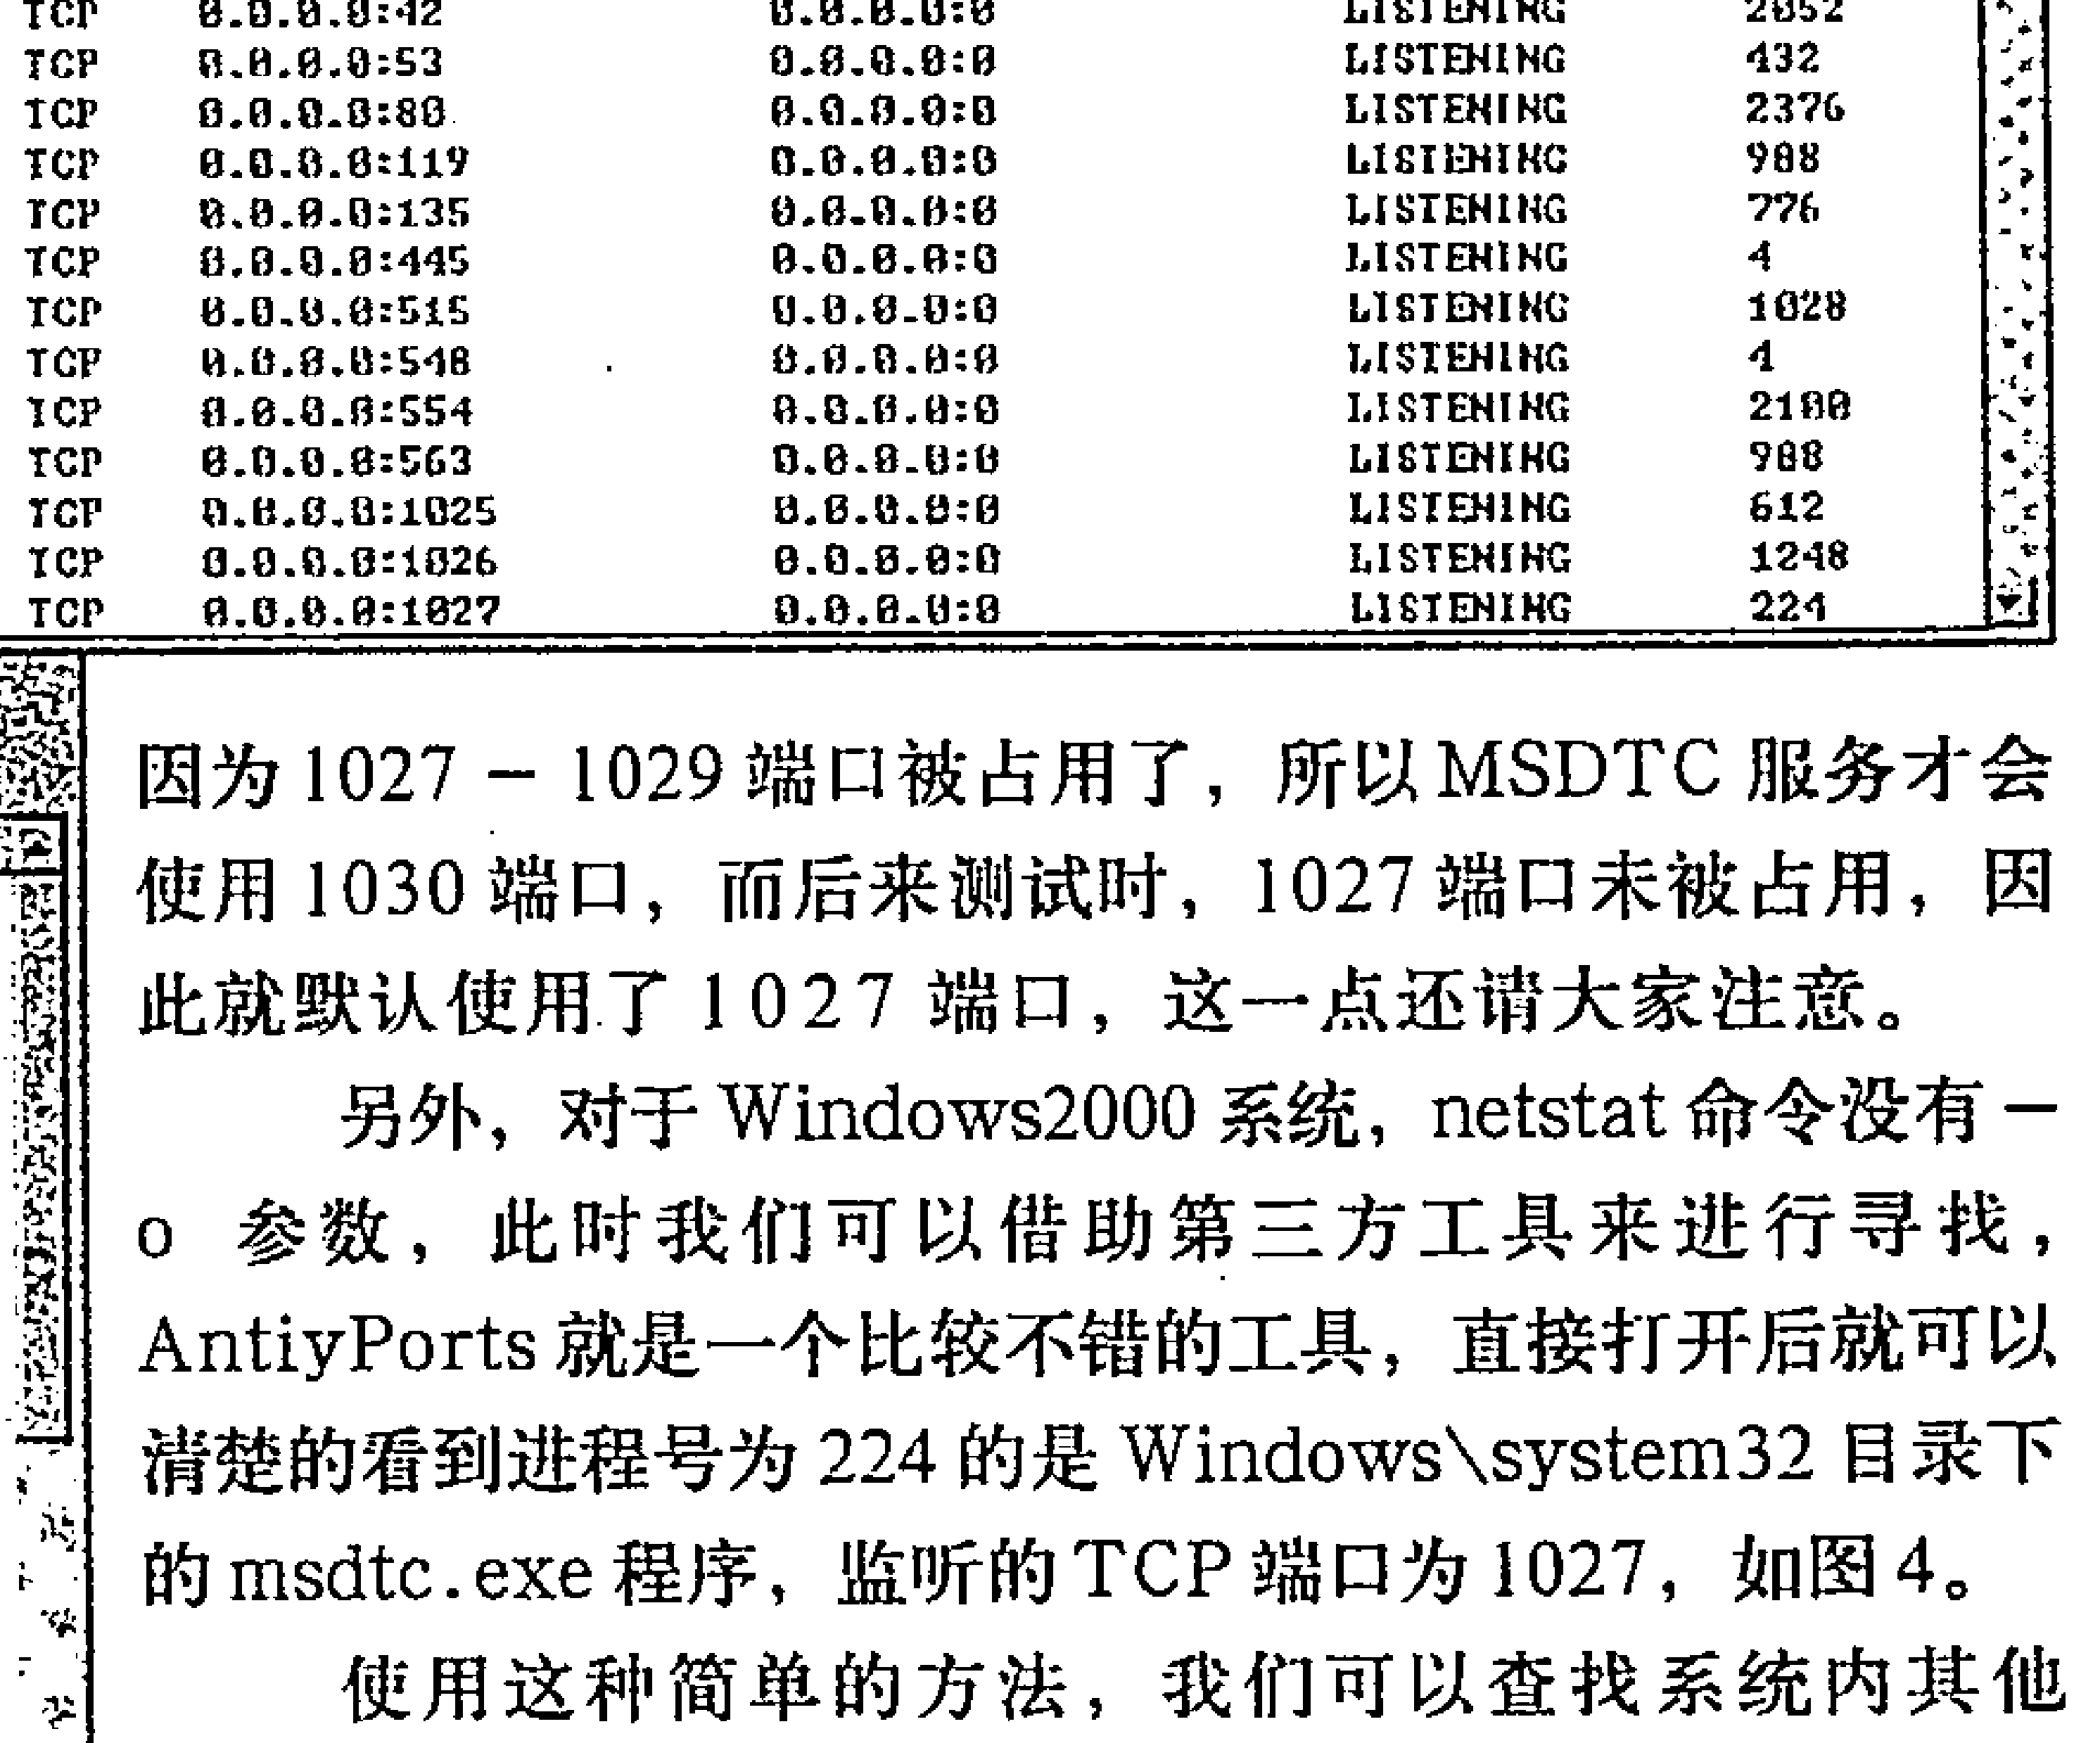 TCP 0.0.0.0:42 0.0.0.0:0 LISTENING 2052
TCP 0.0.0.0:53 0.0.0.0:0 LISTENING 432
TCP 0.0.0.0:80 0.0.0.0:0 LISTENING 2376
TCP 0.0.0.0:119 0.0.0.0:0 LISTENING 988
TCP 0.0.0.0:135 0.0.0.0:0 LISTENING 776
TCP 0.0.0.0:445 0.0.0.0:0 LISTENING 4
TCP 0.0.0.0:515 0.0.0.0:0 LISTENING 1028
TCP 0.0.0.0:548 0.0.0.0:0 LISTENING 4
TCP 0.0.0.0:554 0.0.0.0:0 LISTENING 2100
TCP 0.0.0.0:563 0.0.0.0:0 LISTENING 988
TCP 0.0.0.0:1025 0.0.0.0:0 LISTENING 612
TCP 0.0.0.0:1026 0.0.0.0:0 LISTENING 1248
TCP 0.0.0.0:1027 0.0.0.0:0 LISTENING 224
因为1027－1029端口被占用了，所以MSDTC服务才会
使用1030端口，而后来测试时，1027端口未被占用，因
此就默认使用了1027端口，这一点还请大家注意。
另外，对于Windows2000系统，netstat命令没有－
o 参数，此时我们可以借助第三方工具来进行寻找，
AntiyPorts就是一个比较不错的工具，直接打开后就可以
清楚的看到进程号为224的是Windows\system32目录下
的msdtc.exe程序，监听的TCP端口为1027，如图4。
使用这种简单的方法，我们可以查找系统内其他